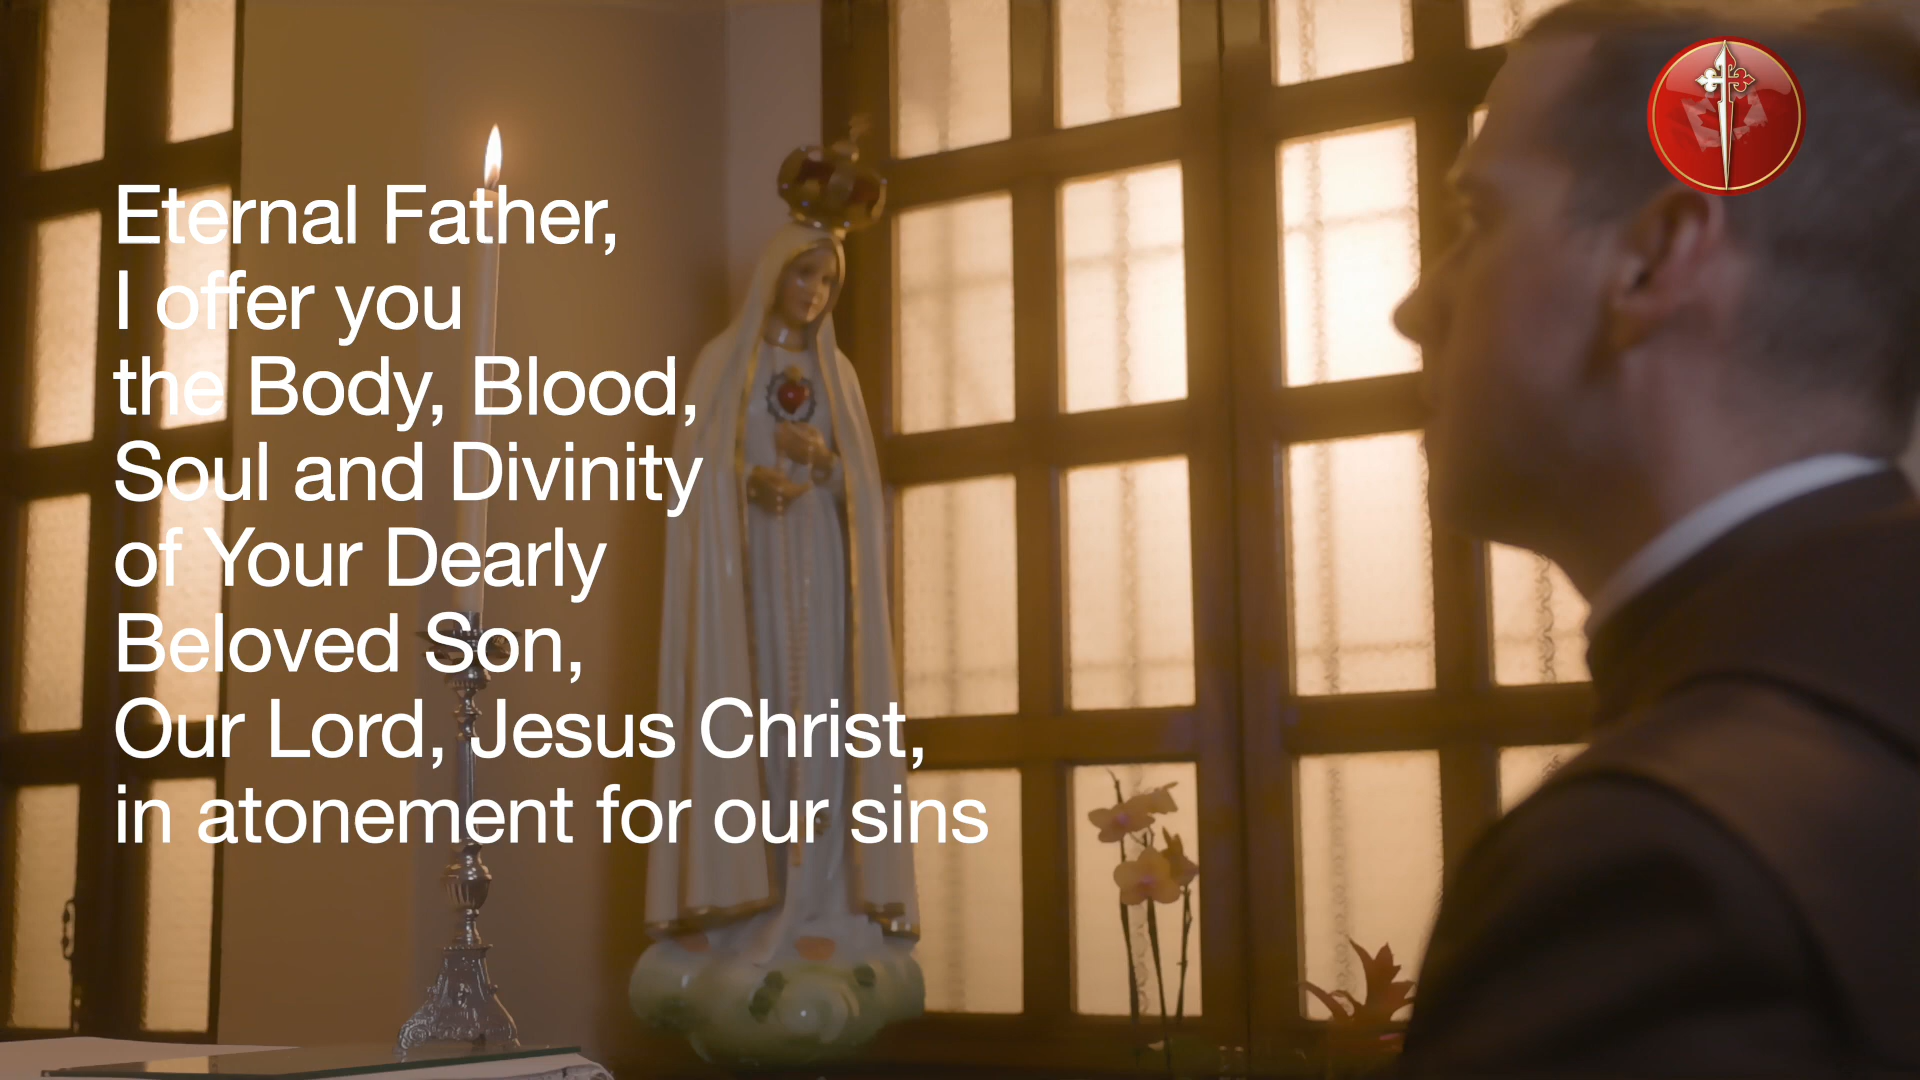 Eternal Father,
I offer you
the Body, Blood,
Soul and Divinity
of Your Dearly
Beloved Son,
Our Lord, Jesus Christ,
in atonement for our sins